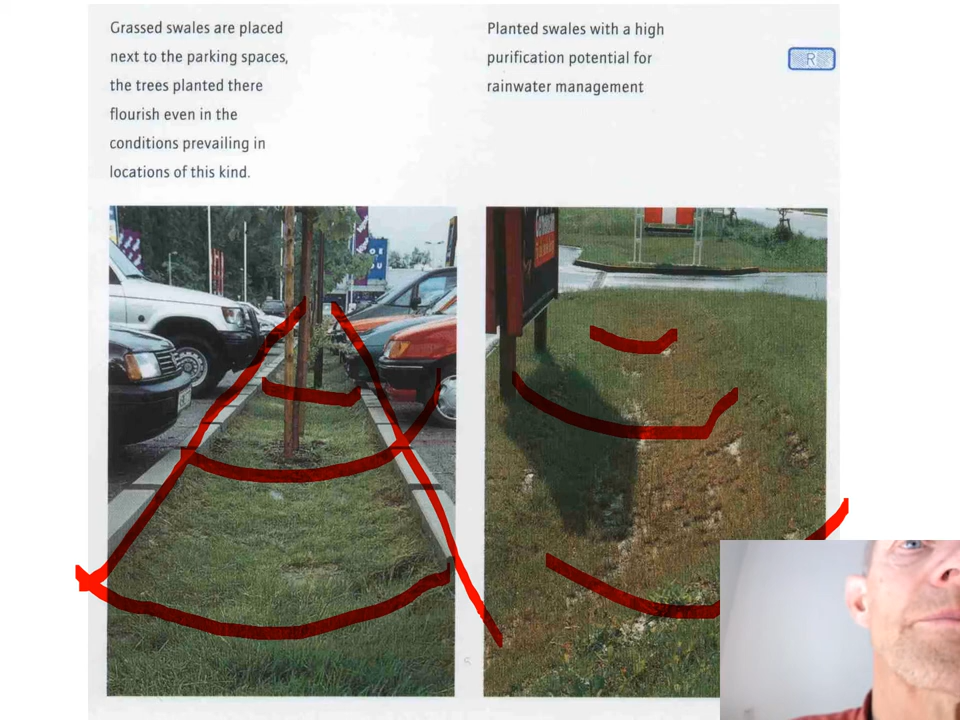 Grassed swales are placed
next to the parking spaces,
the trees planted there
flourish even in the
conditions prevailing in
locations of this kind.
Planted swales with a high
purification potential for
rainwater management
R